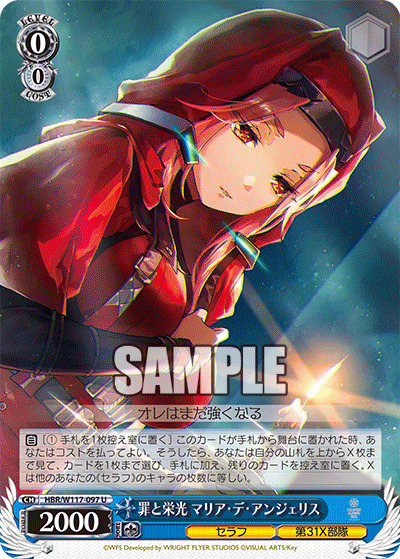 LEVEL
0
0
COST
SAMPLE
オレはまだ強くなる
【自】[① 手札を1枚控え室に置く] このカードが手札から舞台に置かれた時、あ
なたはコストを払ってよい。そうしたら、あなたは自分の山札を上からX枚ま
で見て、カードを1枚まで選び、手札に加え、残りのカードを控え室に置く。X
は他のあなたの《セラフ》のキャラの枚数に等しい。
CH HBR/W117-097 U
2000
罪と栄光 マリア・デ・アンジェリス
セラフ
第31X部隊
©WFS Developed by WRIGHT FLYER STUDIOS ©VISUAL ARTS/Key